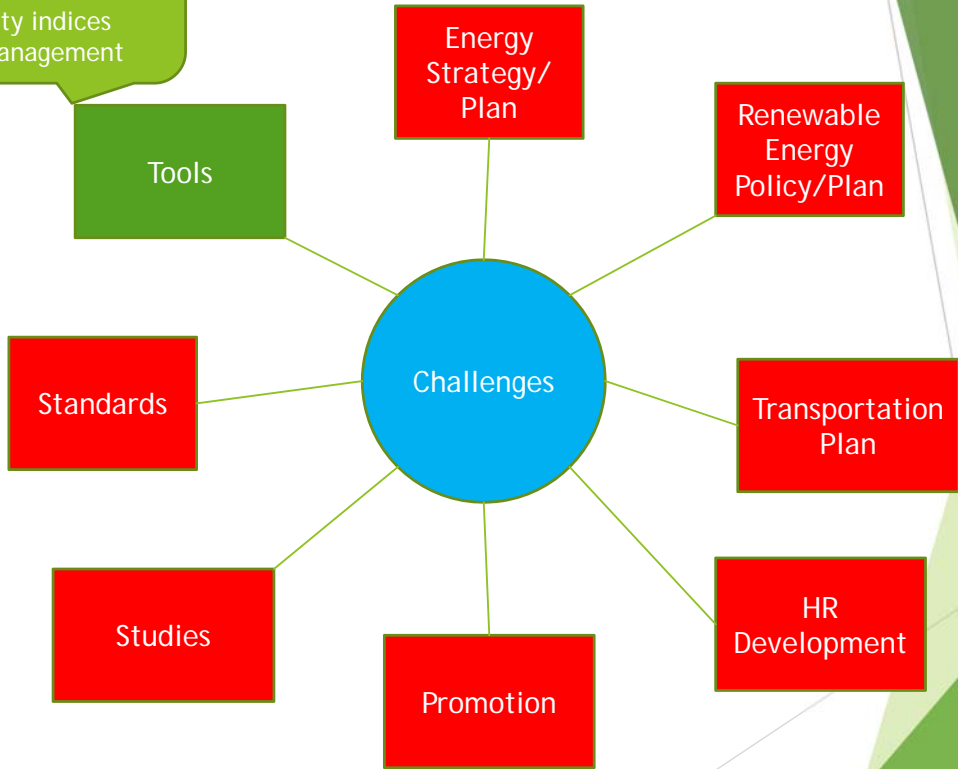 ty indices
anagement
Energy
Strategy/
Plan
Renewable
Energy
Policy/Plan
Tools
Challenges
Standards
Transportation
Plan
HR
Development
Studies
Promotion